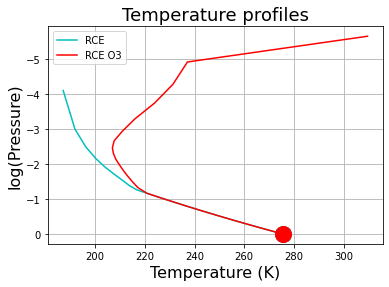 Temperature profiles
RCE
RCE O3
log(Pressure)
−5
−4
−3
−2
−1
0
200
220
240
260
280
300
Temperature (K)